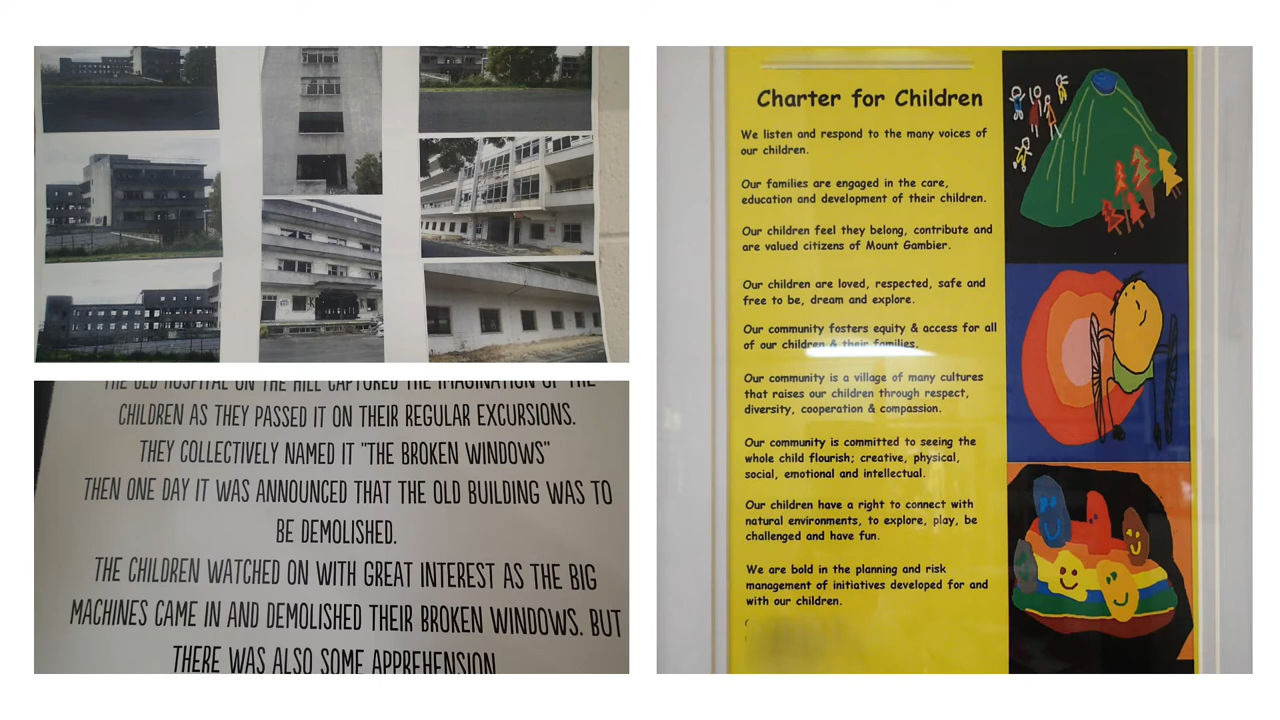 THE OLD HOSPITAL ON THE HILL CAPTURED THE IMAGINATION OF THE
CHILDREN AS THEY PASSED IT ON THEIR REGULAR EXCURSIONS.
THEY COLLECTIVELY NAMED IT "THE BROKEN WINDOWS"
THEN ONE DAY IT WAS ANNOUNCED THAT THE OLD BUILDING WAS TO
BE DEMOLISHED.
THE CHILDREN WATCHED ON WITH GREAT INTEREST AS THE BIG
MACHINES CAME IN AND DEMOLISHED THEIR BROKEN WINDOWS. BUT
THERE WAS ALSO SOME APPREHENSION
Charter for Children
We listen and respond to the many voices of
our children.
Our families are engaged in the care,
education and development of their children.
Our children feel they belong, contribute and
are valued citizens of Mount Gambier.
Our children are loved, respected, safe and
free to be, dream and explore.
Our community fosters equity & access for all
of our children & their families.
Our community is a village of many cultures
that raises our children through respect,
diversity, cooperation & compassion.
Our community is committed to seeing the
whole child flourish; creative, physical,
social, emotional and intellectual.
Our children have a right to connect with
natural environments, to explore, play, be
challenged and have fun.
We are bold in the planning and risk
management of initiatives developed for and
with our children.